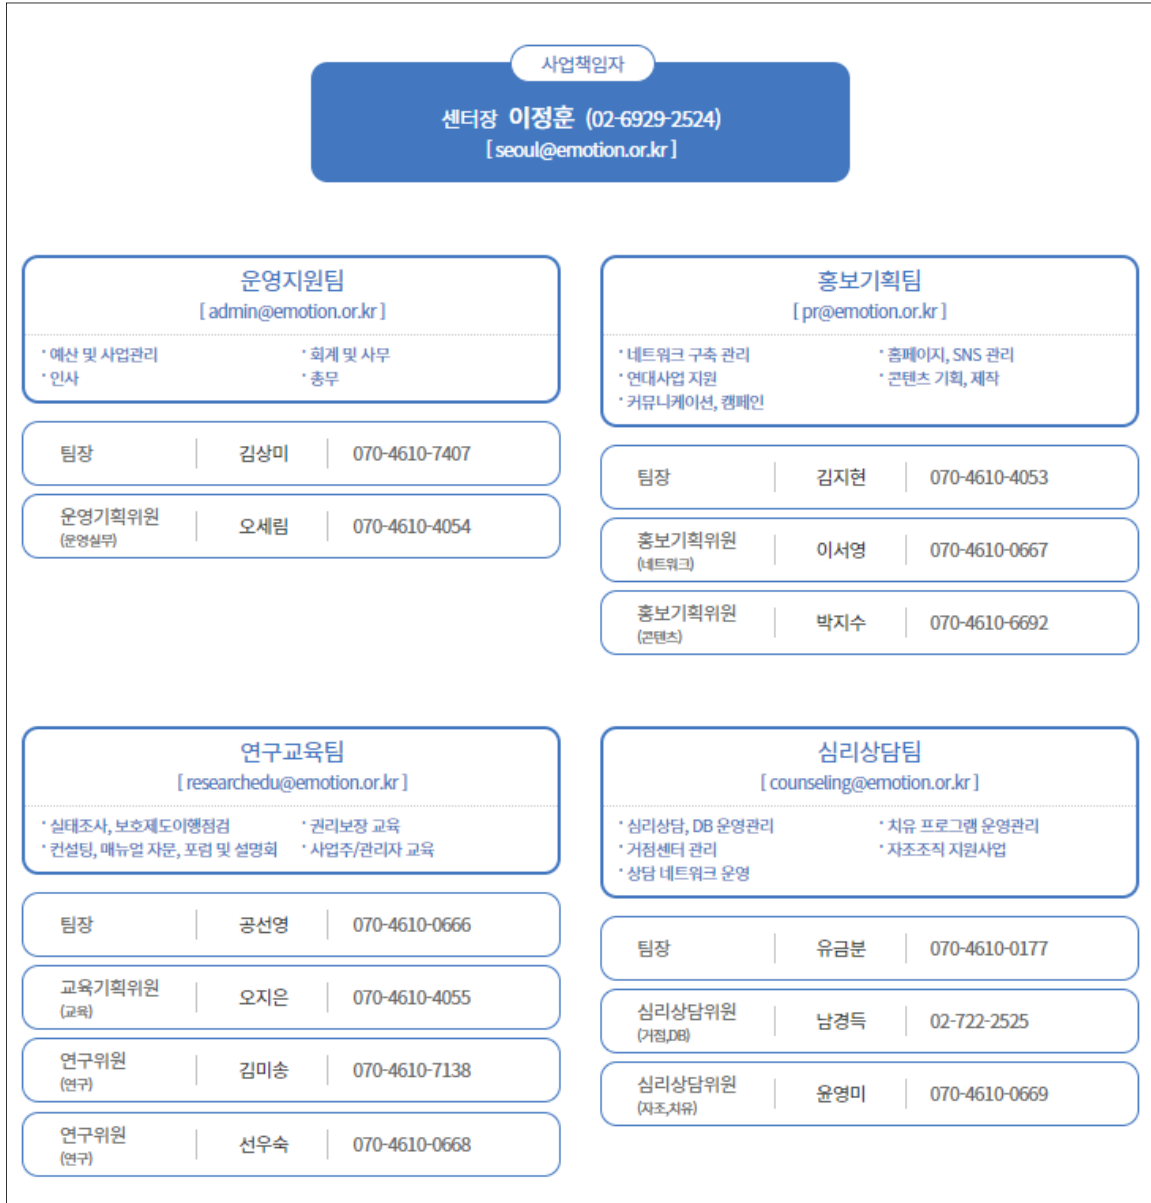 사업책임자
센터장 이정훈 (02-6929-2524)
[ seoul@emotion.or.kr ]
운영지원팀
[ admin@emotion.or.kr ]
· 예산 및 사업관리
· 회계 및 사무
· 인사
· 총무
팀장 김상미 070-4610-7407
운영기획위원
(운영실무)
오세림 070-4610-4054
홍보기획팀
[ pr@emotion.or.kr ]
· 네트워크 구축 관리
· 홈페이지, SNS 관리
· 연대사업 지원
· 콘텐츠 기획, 제작
· 커뮤니케이션, 캠페인
팀장 김지현 070-4610-4053
홍보기획위원
(네트워크)
이서영 070-4610-0667
홍보기획위원
(콘텐츠)
박지수 070-4610-6692
연구교육팀
[ researchedu@emotion.or.kr ]
· 실태조사, 보호제도이행점검
· 권리보장 교육
· 컨설팅, 매뉴얼 자문, 포럼 및 설명회
· 사업주/관리자 교육
팀장 공선영 070-4610-0666
교육기획위원
(교육)
오지은 070-4610-4055
연구위원
(연구)
김미송 070-4610-7138
연구위원
(연구)
선우숙 070-4610-0668
심리상담팀
[ counseling@emotion.or.kr ]
· 심리상담, DB 운영관리
· 치유 프로그램 운영관리
· 거점센터 관리
· 자조조직 지원사업
· 상담 네트워크 운영
팀장 유금분 070-4610-0177
심리상담위원
(거점,DB)
남경득 02-722-2525
심리상담위원
(자조,치유)
윤영미 070-4610-0669